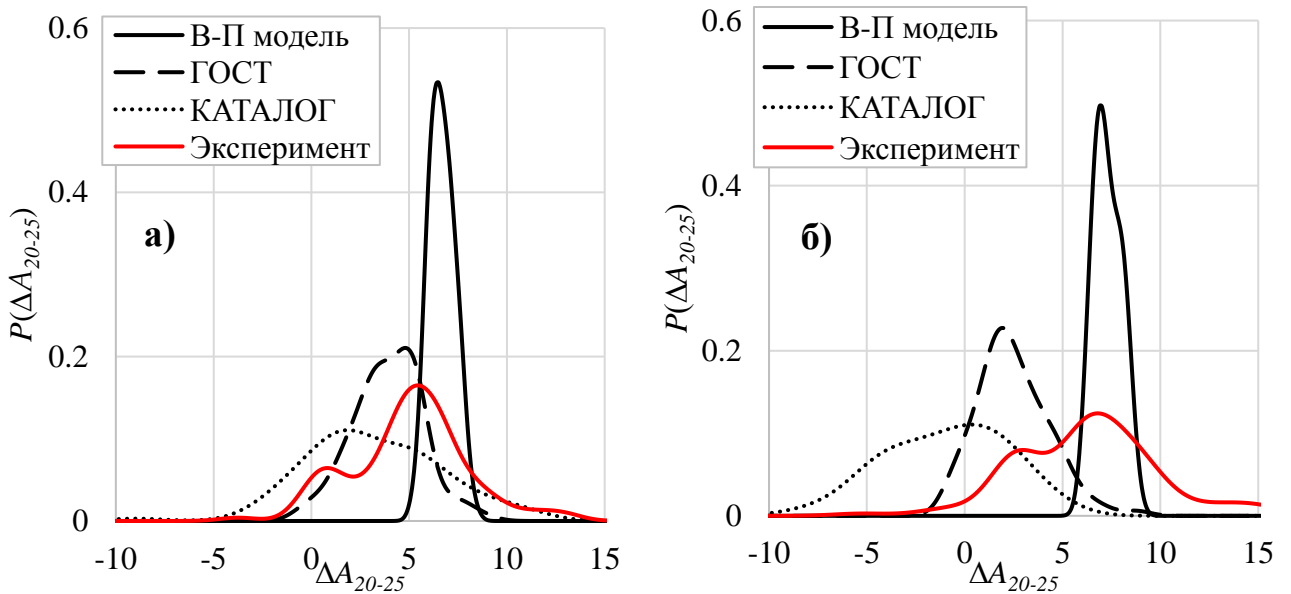 0.6
В-П модель
ГОСТ
КАТАЛОГ
Эксперимент
0.4
а)
P(ΔA20-25)
0.2
0
-10 -5 0 5 10 15
ΔA20-25
0.6
В-П модель
ГОСТ
КАТАЛОГ
Эксперимент
0.4
б)
P(ΔA20-25)
0.2
0
-10 -5 0 5 10 15
ΔA20-25